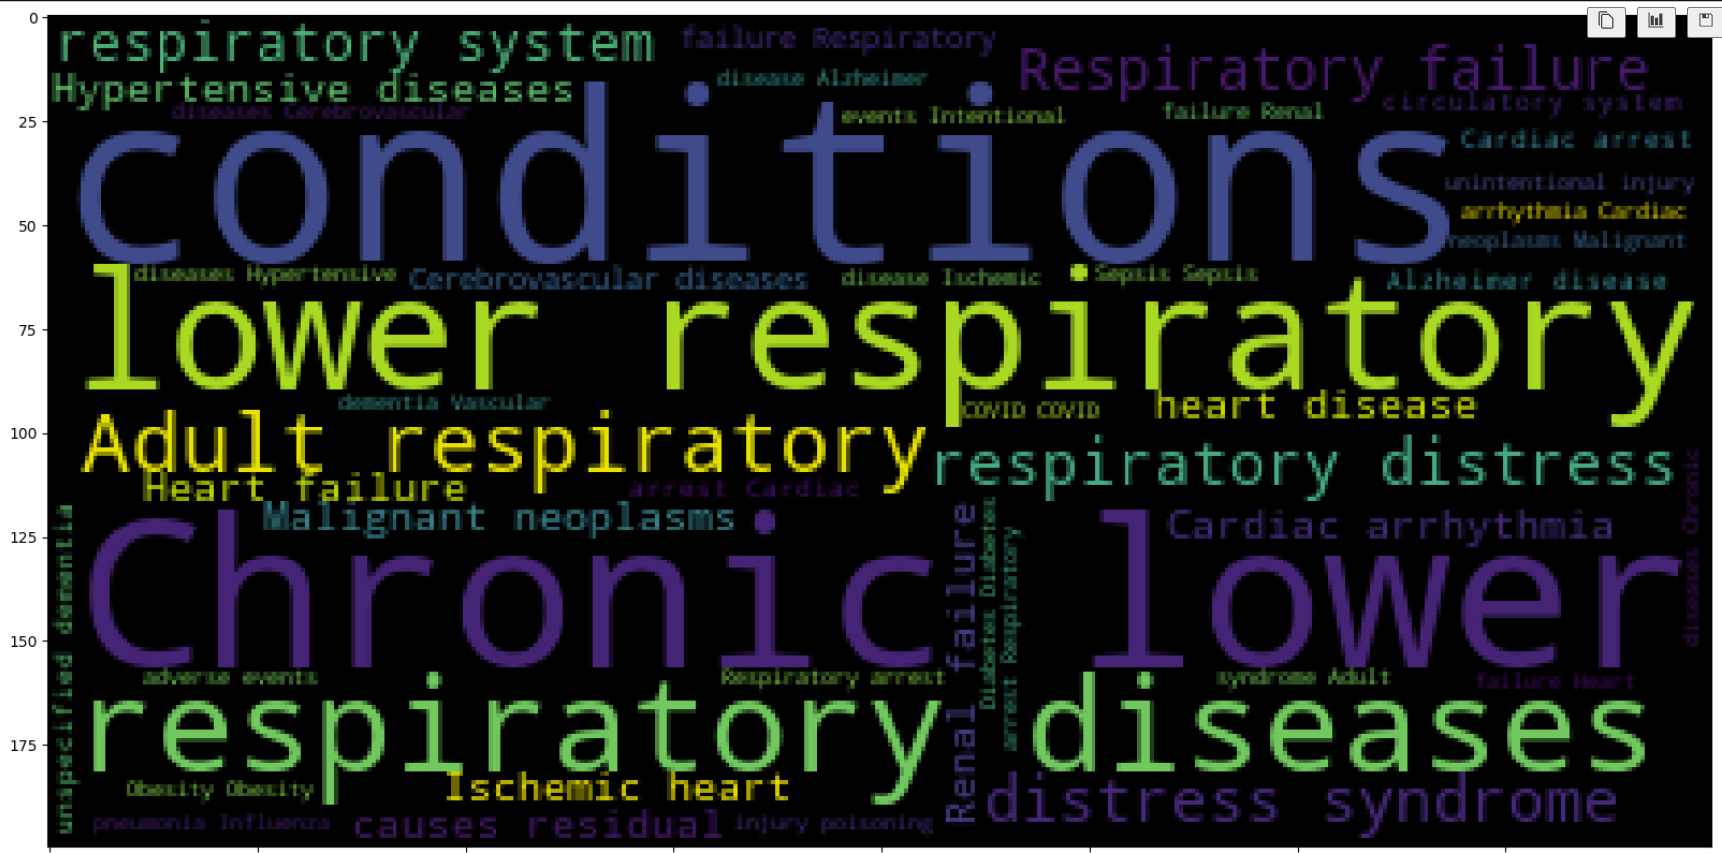 0
respiratory system
failure Respiratory
Respiratory failure
Hypertensive diseases
disease Alzheimer
circulatory system
diseases Cerebrovascular
events Intentional
failure Renal
25
conditions
Cardiac arrest
unintentional injury
arrhythmia Cardiac
50
neoplasms Malignant
diseases Hypertensive
Cerebrovascular diseases
disease Ischemic
Sepsis Sepsis
Alzheimer disease
75
lower respiratory
dementia Vascular
COVID COVID
heart disease
100
Adult respiratory
respiratory distress
Heart failure
arrest Cardiac
diseases Chronic
Malignant neoplasms
Cardiac arrhythmia
125
Chronic
lower
unspecified dementia
Renal failure
Diabetes Diabetes
arrest Respiratory
150
adverse events
Respiratory arrest
syndrome Adult
failure Heart
175
respiratory
diseases
Obesity Obesity
Ischemic heart
distress syndrome
pneumonia Influenza
causes residual
injury poisoning